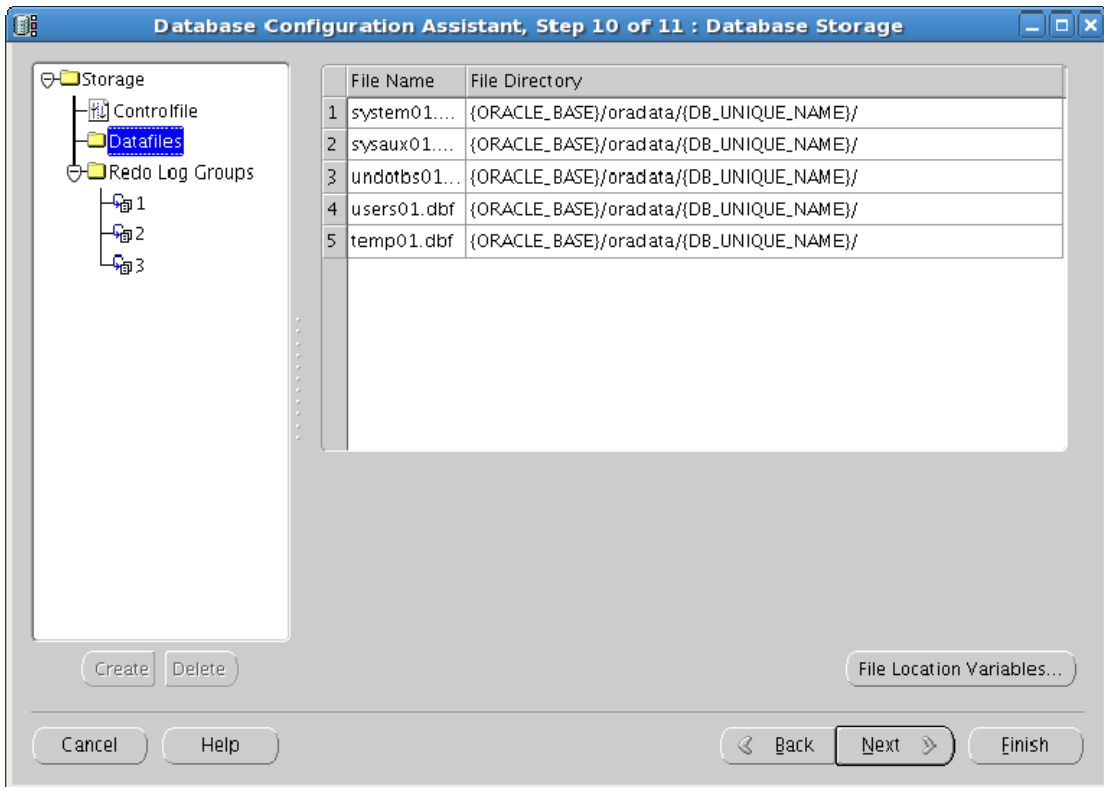 Database Configuration Assistant, Step 10 of 11 : Database Storage
Storage
Controlfile
Datafiles
Redo Log Groups
1
2
3
File Name File Directory
1 system01.... {ORACLE_BASE}/oradata/{DB_UNIQUE_NAME}/
2 sysaux01.... {ORACLE_BASE}/oradata/{DB_UNIQUE_NAME}/
3 undotbs01... {ORACLE_BASE}/oradata/{DB_UNIQUE_NAME}/
4 users01.dbf {ORACLE_BASE}/oradata/{DB_UNIQUE_NAME}/
5 temp01.dbf {ORACLE_BASE}/oradata/{DB_UNIQUE_NAME}/
Create Delete
File Location Variables...
Cancel Help Back Next Finish